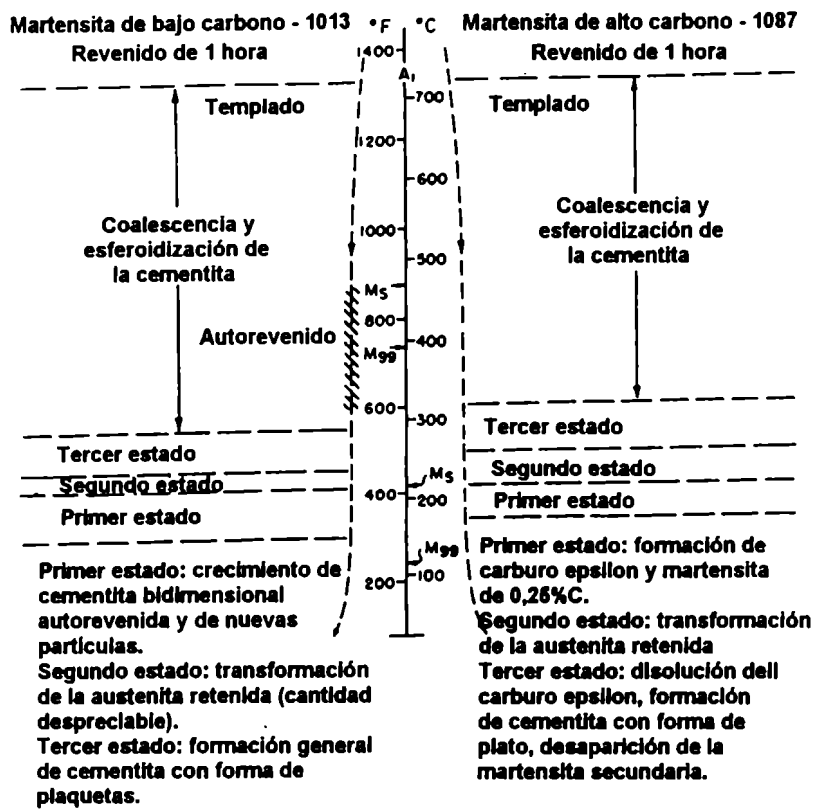 Martensita de bajo carbono - 1013
Revenido de 1 hora
°F
°C
Martensita de alto carbono - 1087
Revenido de 1 hora
1400
A₁
700
Templado
Templado
1200
600
Coalescencia y
esferoidización de
la cementita
Coalescencia y
esferoidización de
la cementita
1000
500
Ms
800
Autorevenido
400
M99
600
300
Tercer estado
Tercer estado
Segundo estado
Ms
Segundo estado
400
200
Primer estado
Primer estado
M99
200
100
Primer estado: crecimiento de
cementita bidimensional
autorevenida y de nuevas
particulas.
Segundo estado: transformación
de la austenita retenida (cantidad
despreciable).
Tercer estado: formación general
de cementita con forma de
plaquetas.
Primer estado: formación de
carburo epsilon y martensita
de 0,25%C.
Segundo estado: transformación
de la austenita retenida
Tercer estado: disolución dell
carburo epsilon, formación
de cementita con forma de
plato, desaparición de la
martensita secundaria.